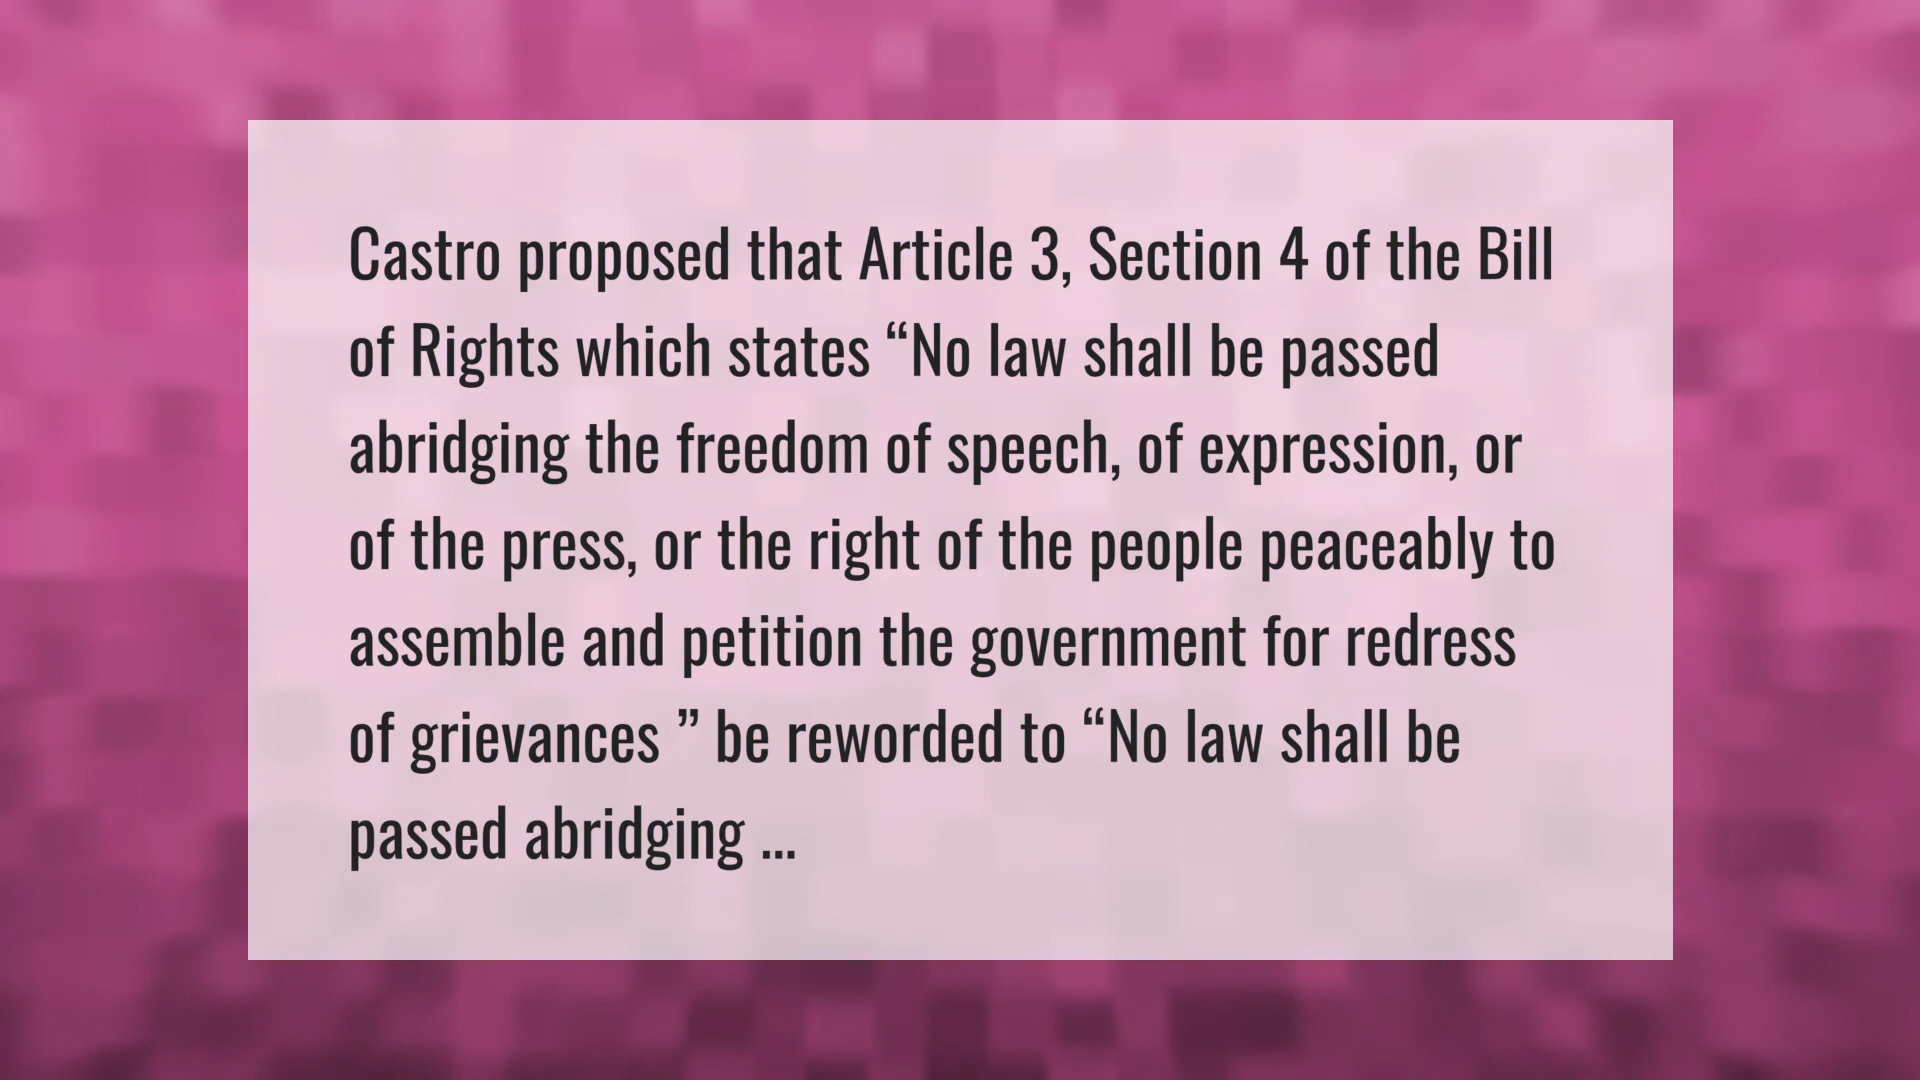 Castro proposed that Article 3, Section 4 of the Bill
of Rights which states “No law shall be passed
abridging the freedom of speech, of expression, or
of the press, or the right of the people peaceably to
assemble and petition the government for redress
of grievances ” be reworded to “No law shall be
passed abridging ...